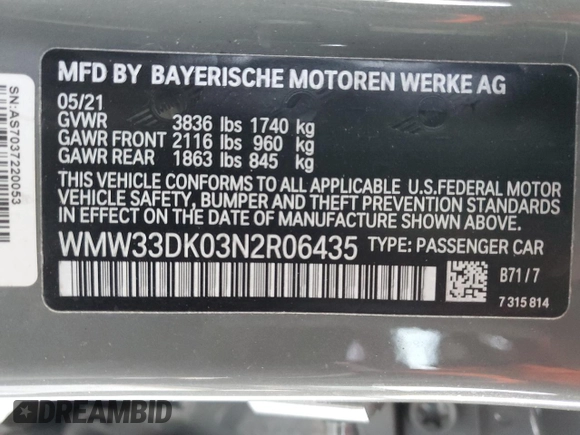 MFD BY BAYERISCHE MOTOREN WERKE AG
05/21
GVWR 3836 lbs 1740 kg
GAWR FRONT 2116 lbs 960 kg
GAWR REAR 1863 lbs 845 kg
THIS VEHICLE CONFORMS TO ALL APPLICABLE U.S.FEDERAL MOTOR
VEHICLE SAFETY, BUMPER, AND THEFT PREVENTION STANDARDS
IN EFFECT ON THE DATE OF MANUFACTURE SHOWN ABOVE.
WMW33DK03N2R06435 TYPE: PASSENGER CAR
B71/7
7 315 814
SN:AS7037220053
DREAMBID